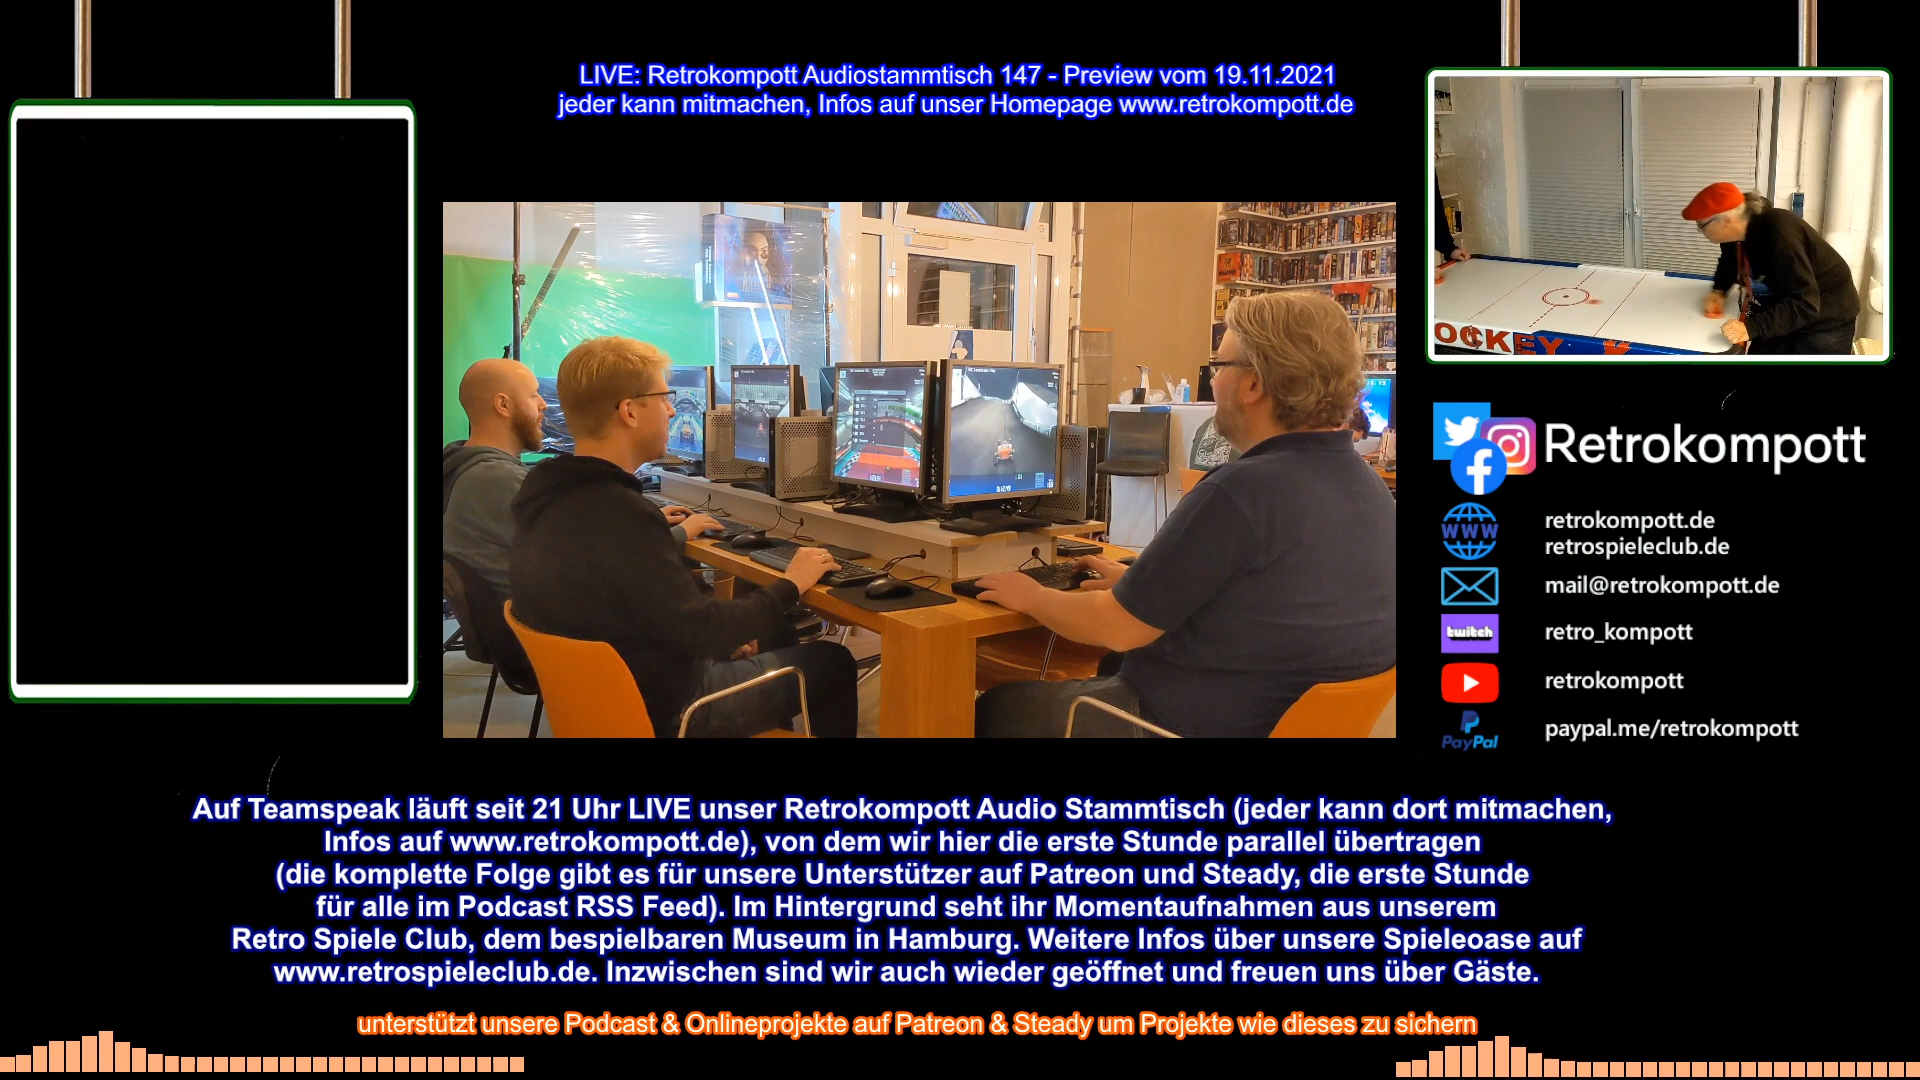 LIVE: Retrokompott Audiostammtisch 147 - Preview vom 19.11.2021
jeder kann mitmachen, Infos auf unser Homepage www.retrokompott.de
OCKEY
Retrokompott
WWW
retrokompott.de
retrospieleclub.de
mail@retrokompott.de
twitch
retro_kompott
retrokompott
PayPal
paypal.me/retrokompott
Auf Teamspeak läuft seit 21 Uhr LIVE unser Retrokompott Audio Stammtisch (jeder kann dort mitmachen,
Infos auf www.retrokompott.de), von dem wir hier die erste Stunde parallel übertragen
(die komplette Folge gibt es für unsere Unterstützer auf Patreon und Steady, die erste Stunde
für alle im Podcast RSS Feed). Im Hintergrund seht ihr Momentaufnahmen aus unserem
Retro Spiele Club, dem bespielbaren Museum in Hamburg. Weitere Infos über unsere Spieleoase auf
www.retrospieleclub.de. Inzwischen sind wir auch wieder geöffnet und freuen uns über Gäste.
unterstützt unsere Podcast & Onlineprojekte auf Patreon & Steady um Projekte wie dieses zu sichern